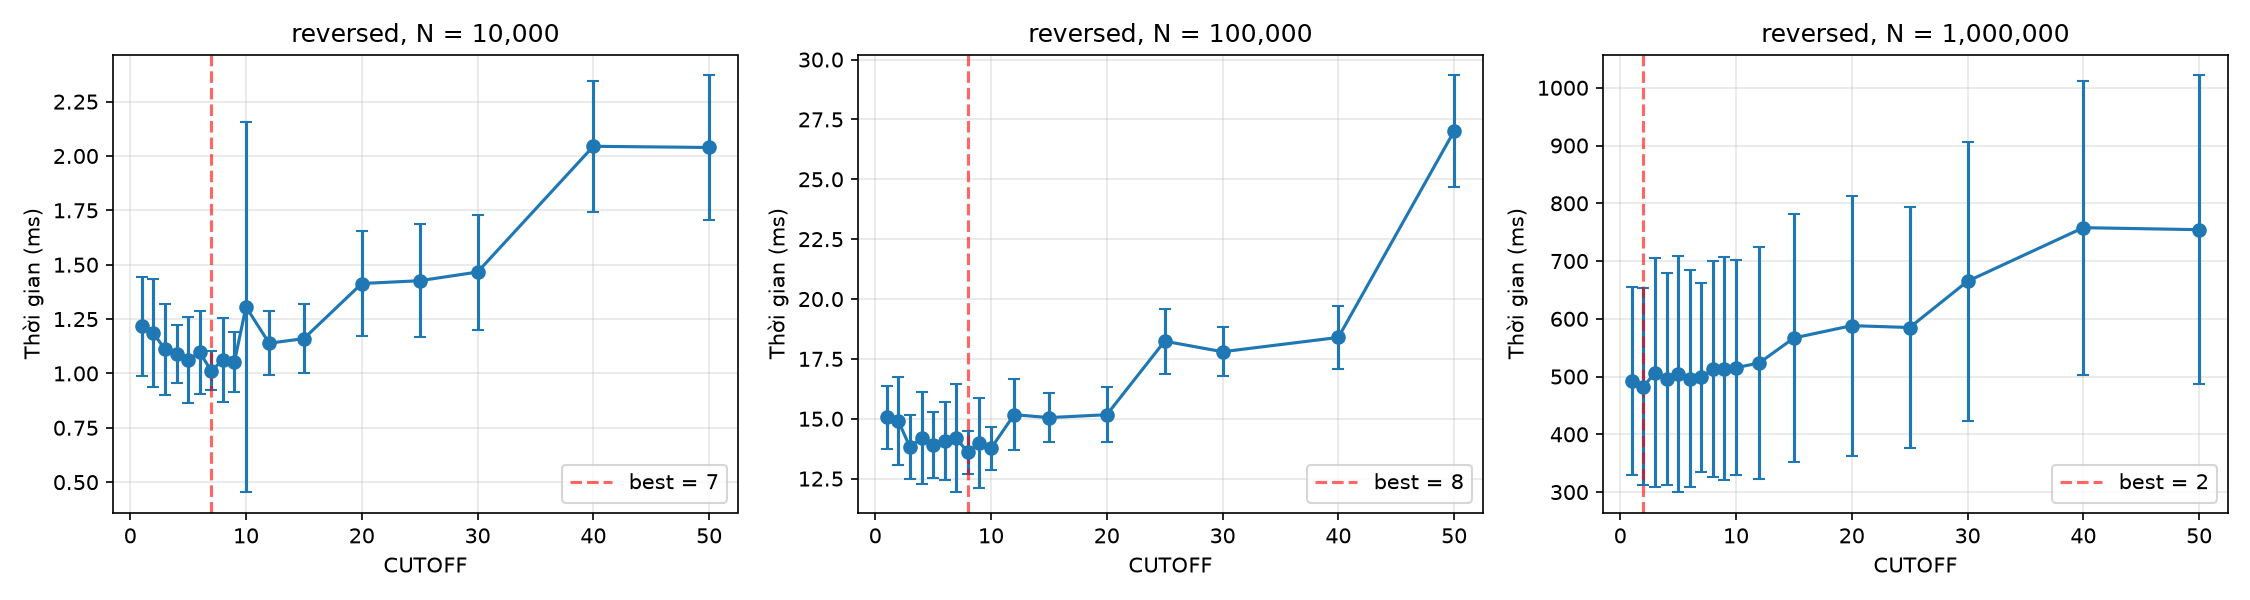 reversed, N = 10,000
Thời gian (ms)
2.25
2.00
1.75
1.50
1.25
1.00
0.75
0.50
0 10 20 30 40 50
CUTOFF
best = 7
reversed, N = 100,000
Thời gian (ms)
30.0
27.5
25.0
22.5
20.0
17.5
15.0
12.5
0 10 20 30 40 50
CUTOFF
best = 8
reversed, N = 1,000,000
Thời gian (ms)
1000
900
800
700
600
500
400
300
0 10 20 30 40 50
CUTOFF
best = 2